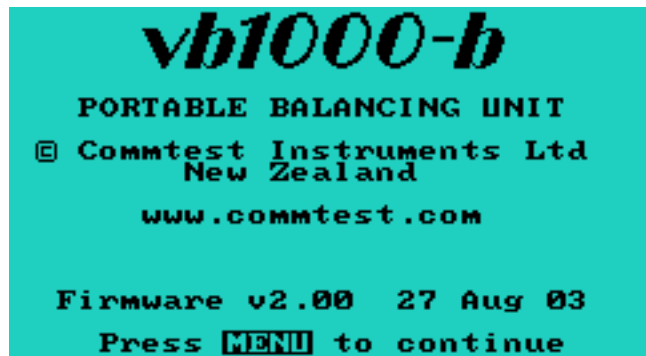 vb1000-b
PORTABLE BALANCING UNIT
© Commtest Instruments Ltd
New Zealand
www.commtest.com
Firmware v2.00 27 Aug 03
Press MENU to continue